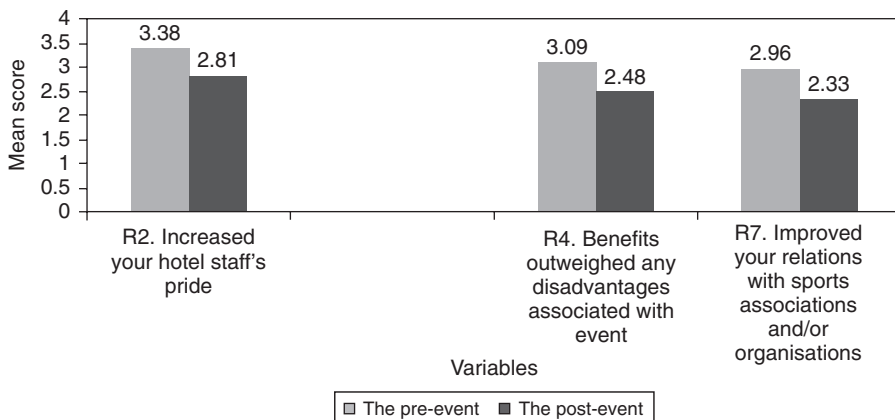 Mean score
4
3.5
3
2.5
2
1.5
1
0.5
0
3.38
2.81
3.09
2.48
2.96
2.33
R2. Increased
your hotel staff's
pride
R4. Benefits
outweighed any
disadvantages
associated with
event
R7. Improved
your relations
with sports
associations
and/or
organisations
Variables
The pre-event
The post-event